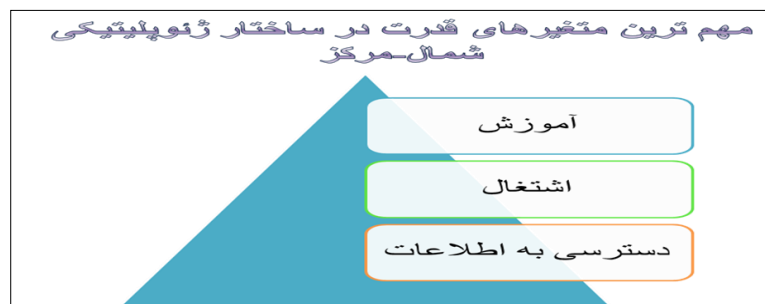 مهم ترین متغیرهای قدرت در ساختار ژئوپلیتیکی
شمال-مرکز
آموزش
اشتغال
دسترسی به اطلاعات